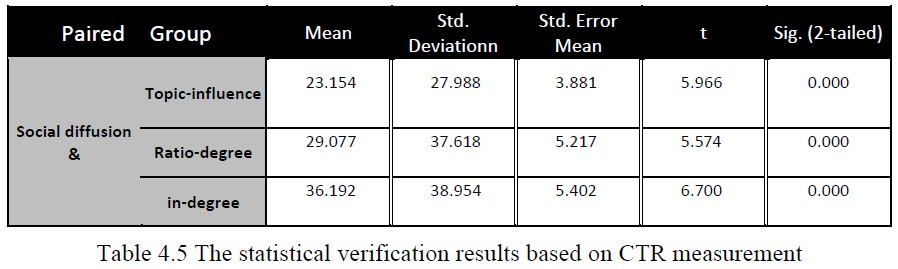 Paired Group Mean Std. Deviationn Std. Error Mean t Sig. (2-tailed)
Social diffusion &
Topic-influence 23.154 27.988 3.881 5.966 0.000
Ratio-degree 29.077 37.618 5.217 5.574 0.000
in-degree 36.192 38.954 5.402 6.700 0.000
Table 4.5 The statistical verification results based on CTR measurement